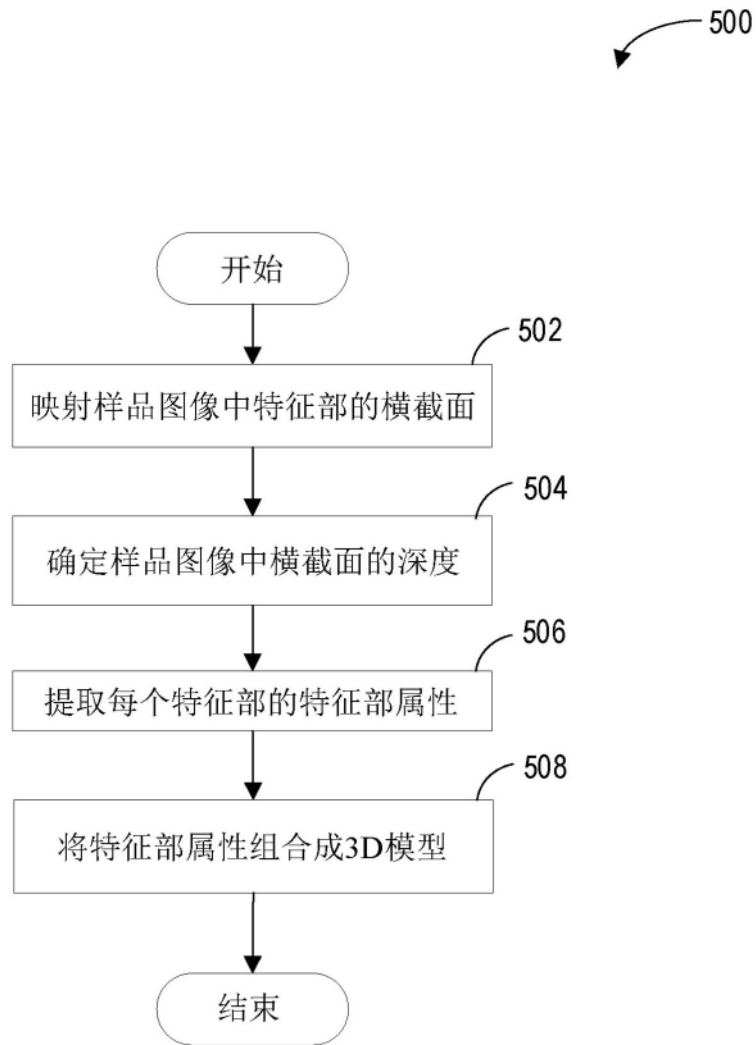 500
开始
502
映射样品图像中特征部的横截面
504
确定样品图像中横截面的深度
506
提取每个特征部的特征部属性
508
将特征部属性组合成3D模型
结束